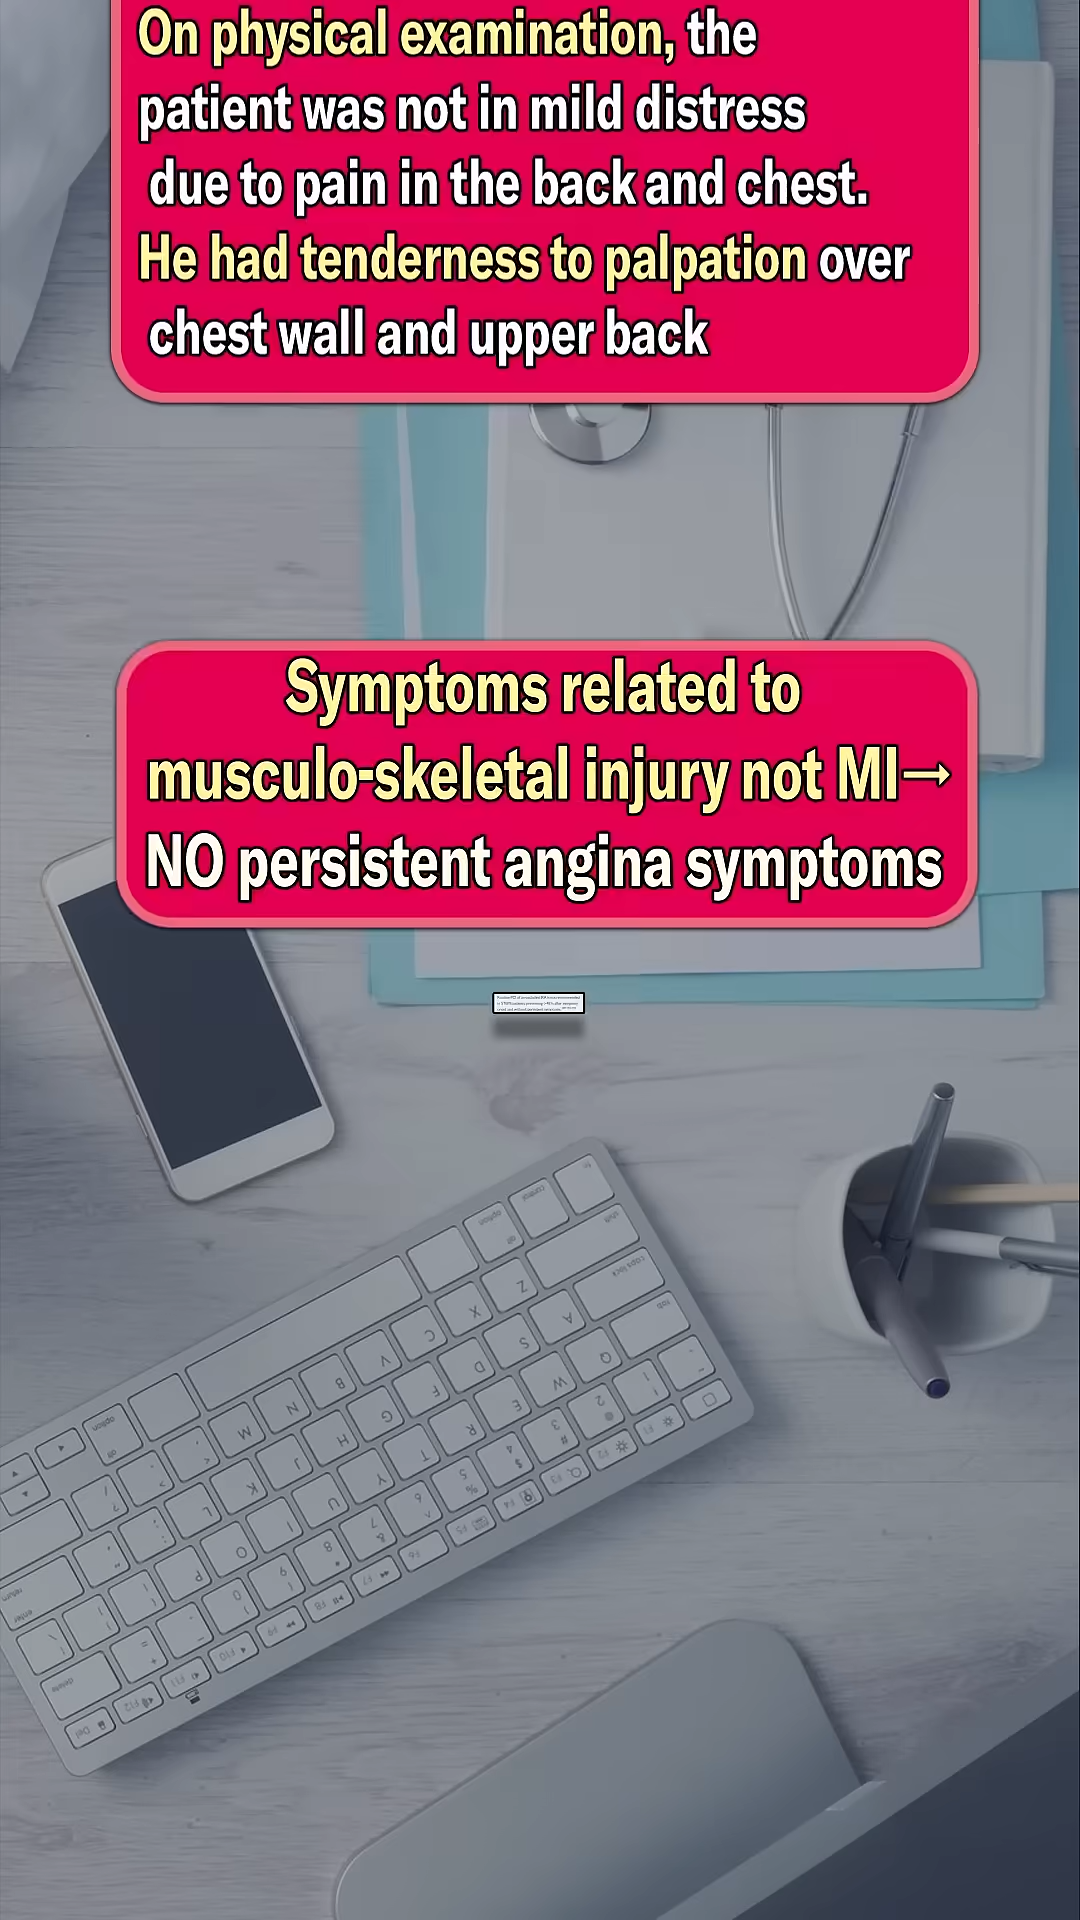 On physical examination, the
patient was not in mild distress
due to pain in the back and chest.
He had tenderness to palpation over
chest wall and upper back
Symptoms related to
musculo-skeletal injury not MI→
NO persistent angina symptoms